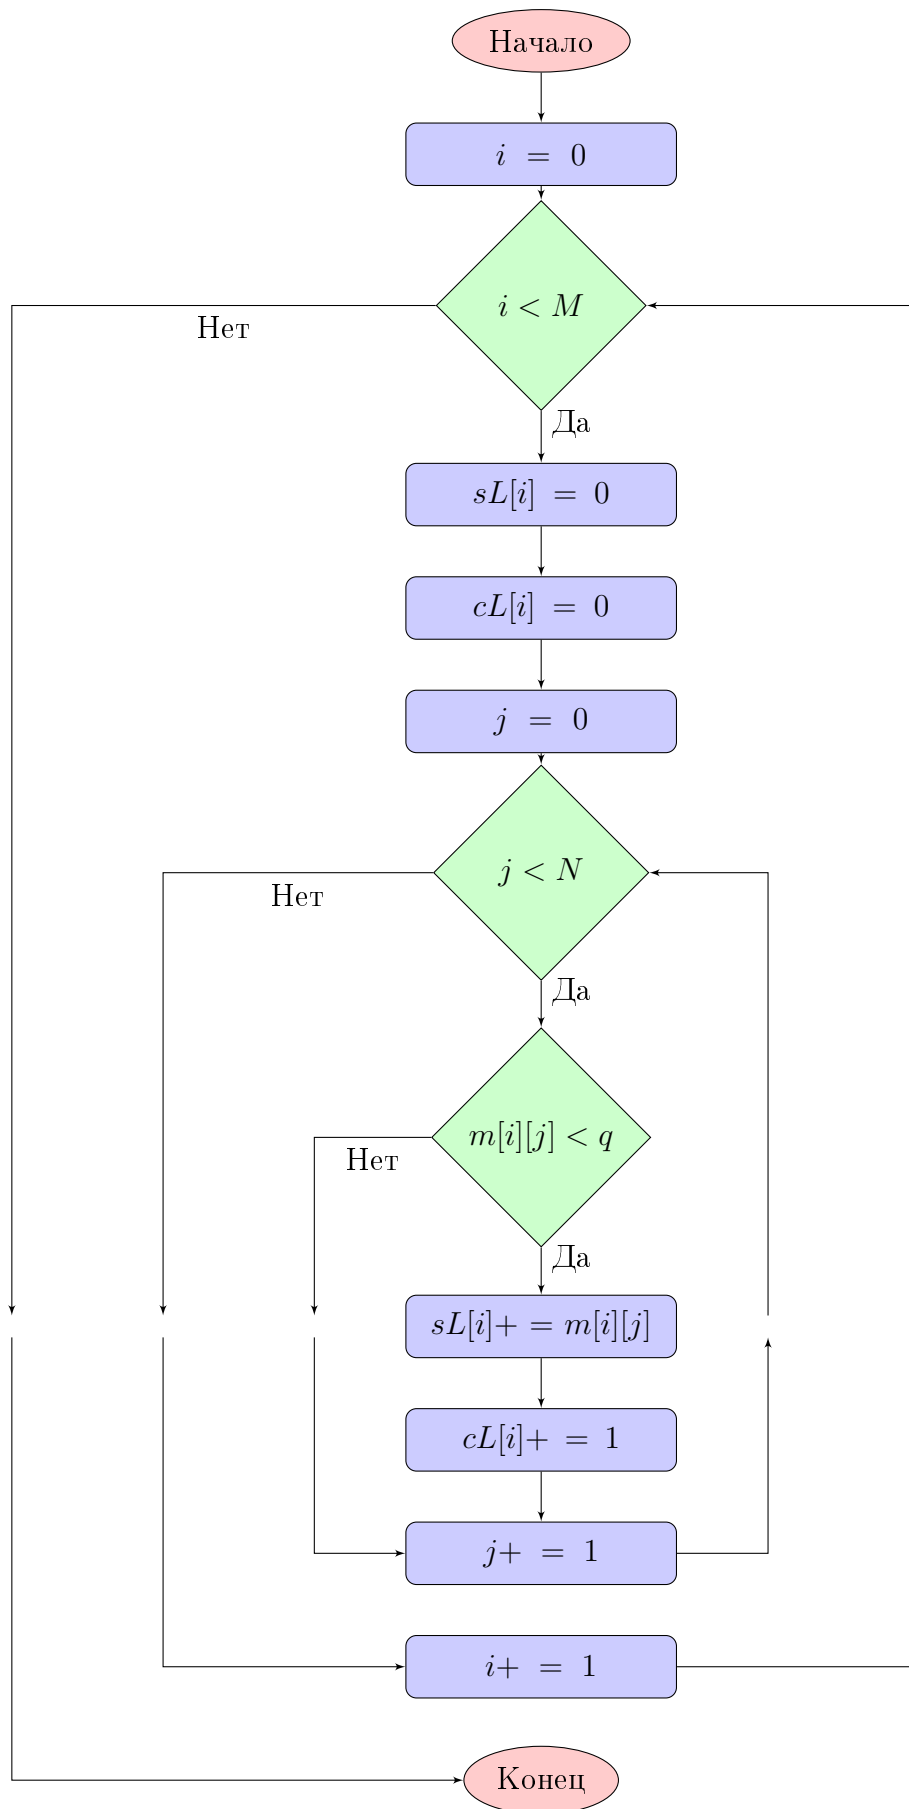 Начало
i = 0
i < M
Нет
Да
sL[i] = 0
cL[i] = 0
j = 0
j < N
Нет
Да
m[i][j] < q
Нет
Да
sL[i]+ = m[i][j]
cL[i]+ = 1
j+ = 1
i+ = 1
Конец